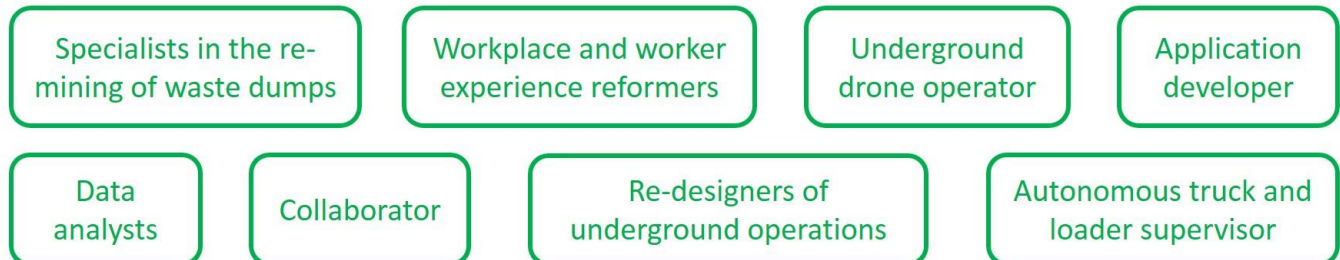 Specialists in the re-
mining of waste dumps
Workplace and worker
experience reformers
Underground
drone operator
Application
developer
Data
analysts
Collaborator
Re-designers of
underground operations
Autonomous truck and
loader supervisor